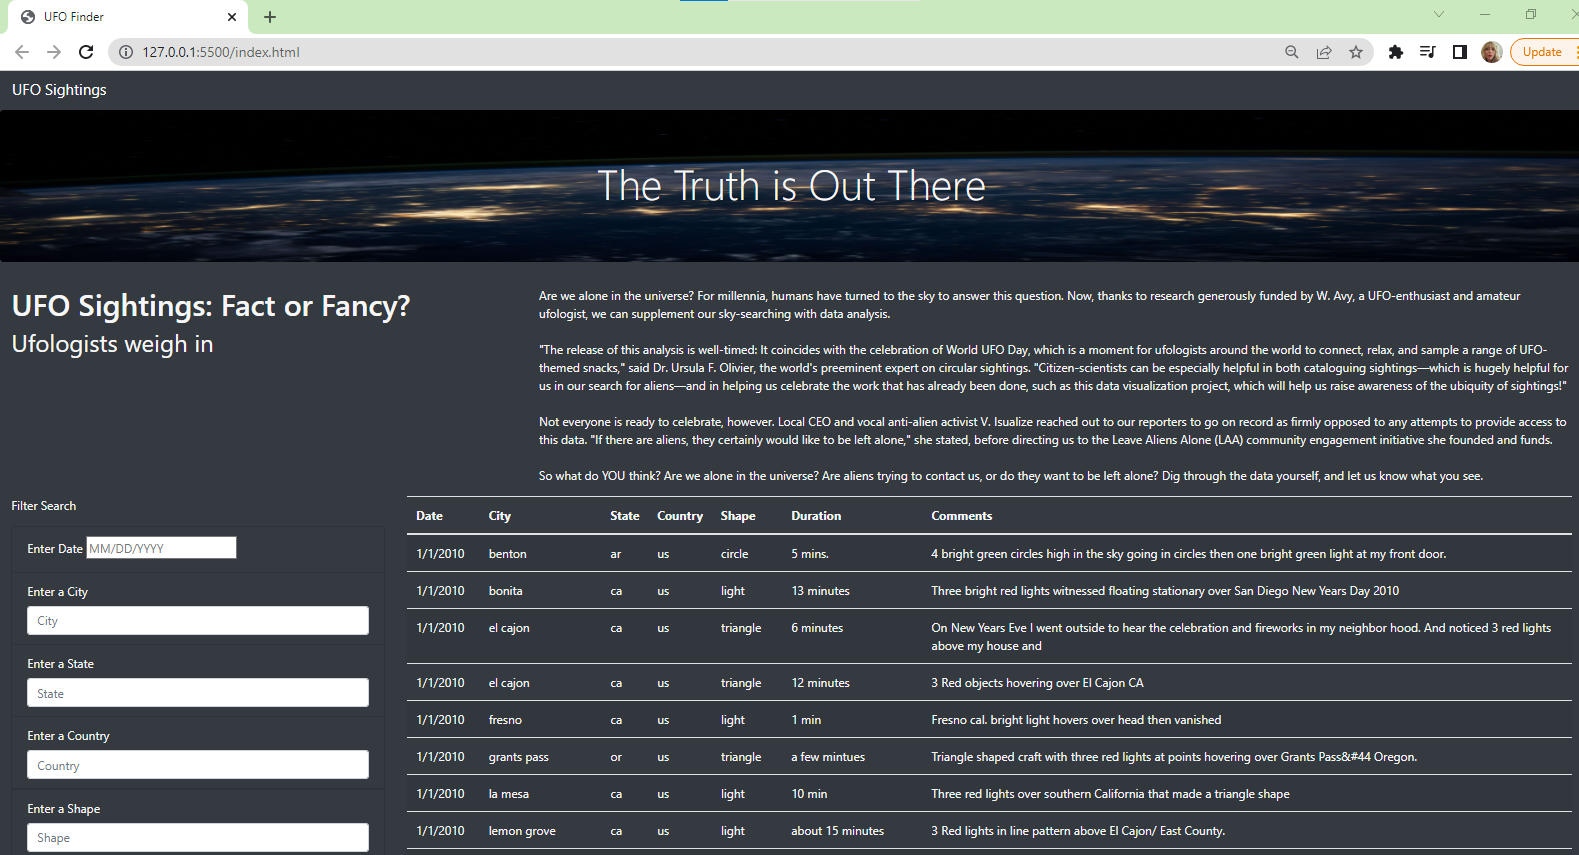 UFO Finder
127.0.0.1:5500/index.html
Update
UFO Sightings
The Truth is Out There
UFO Sightings: Fact or Fancy?
Ufologists weigh in
Are we alone in the universe? For millennia, humans have turned to the sky to answer this question. Now, thanks to research generously funded by W. Avy, a UFO-enthusiast and amateur
ufologist, we can supplement our sky-searching with data analysis.
"The release of this analysis is well-timed: It coincides with the celebration of World UFO Day, which is a moment for ufologists around the world to connect, relax, and sample a range of UFO-
themed snacks," said Dr. Ursula F. Olivier, the world's preeminent expert on circular sightings. "Citizen-scientists can be especially helpful in both cataloguing sightings—which is hugely helpful for
us in our search for aliens—and in helping us celebrate the work that has already been done, such as this data visualization project, which will help us raise awareness of the ubiquity of sightings!"
Not everyone is ready to celebrate, however. Local CEO and vocal anti-alien activist V. Isualize reached out to our reporters to go on record as firmly opposed to any attempts to provide access to
this data. "If there are aliens, they certainly would like to be left alone," she stated, before directing us to the Leave Aliens Alone (LAA) community engagement initiative she founded and funds.
So what do YOU think? Are we alone in the universe? Are aliens trying to contact us, or do they want to be left alone? Dig through the data yourself, and let us know what you see.
Filter Search
Enter Date MM/DD/YYYY
Enter a City
City
Enter a State
State
Enter a Country
Country
Enter a Shape
Shape
Date City State Country Shape Duration Comments
1/1/2010 benton ar us circle 5 mins. 4 bright green circles high in the sky going in circles then one bright green light at my front door.
1/1/2010 bonita ca us light 13 minutes Three bright red lights witnessed floating stationary over San Diego New Years Day 2010
1/1/2010 el cajon ca us triangle 6 minutes On New Years Eve I went outside to hear the celebration and fireworks in my neighbor hood. And noticed 3 red lights
above my house and
1/1/2010 el cajon ca us triangle 12 minutes 3 Red objects hovering over El Cajon CA
1/1/2010 fresno ca us light 1 min Fresno cal. bright light hovers over head then vanished
1/1/2010 grants pass or us triangle a few mintues Triangle shaped craft with three red lights at points hovering over Grants Pass&#44 Oregon.
1/1/2010 la mesa ca us light 10 min Three red lights over southern California that made a triangle shape
1/1/2010 lemon grove ca us light about 15 minutes 3 Red lights in line pattern above El Cajon/ East County.